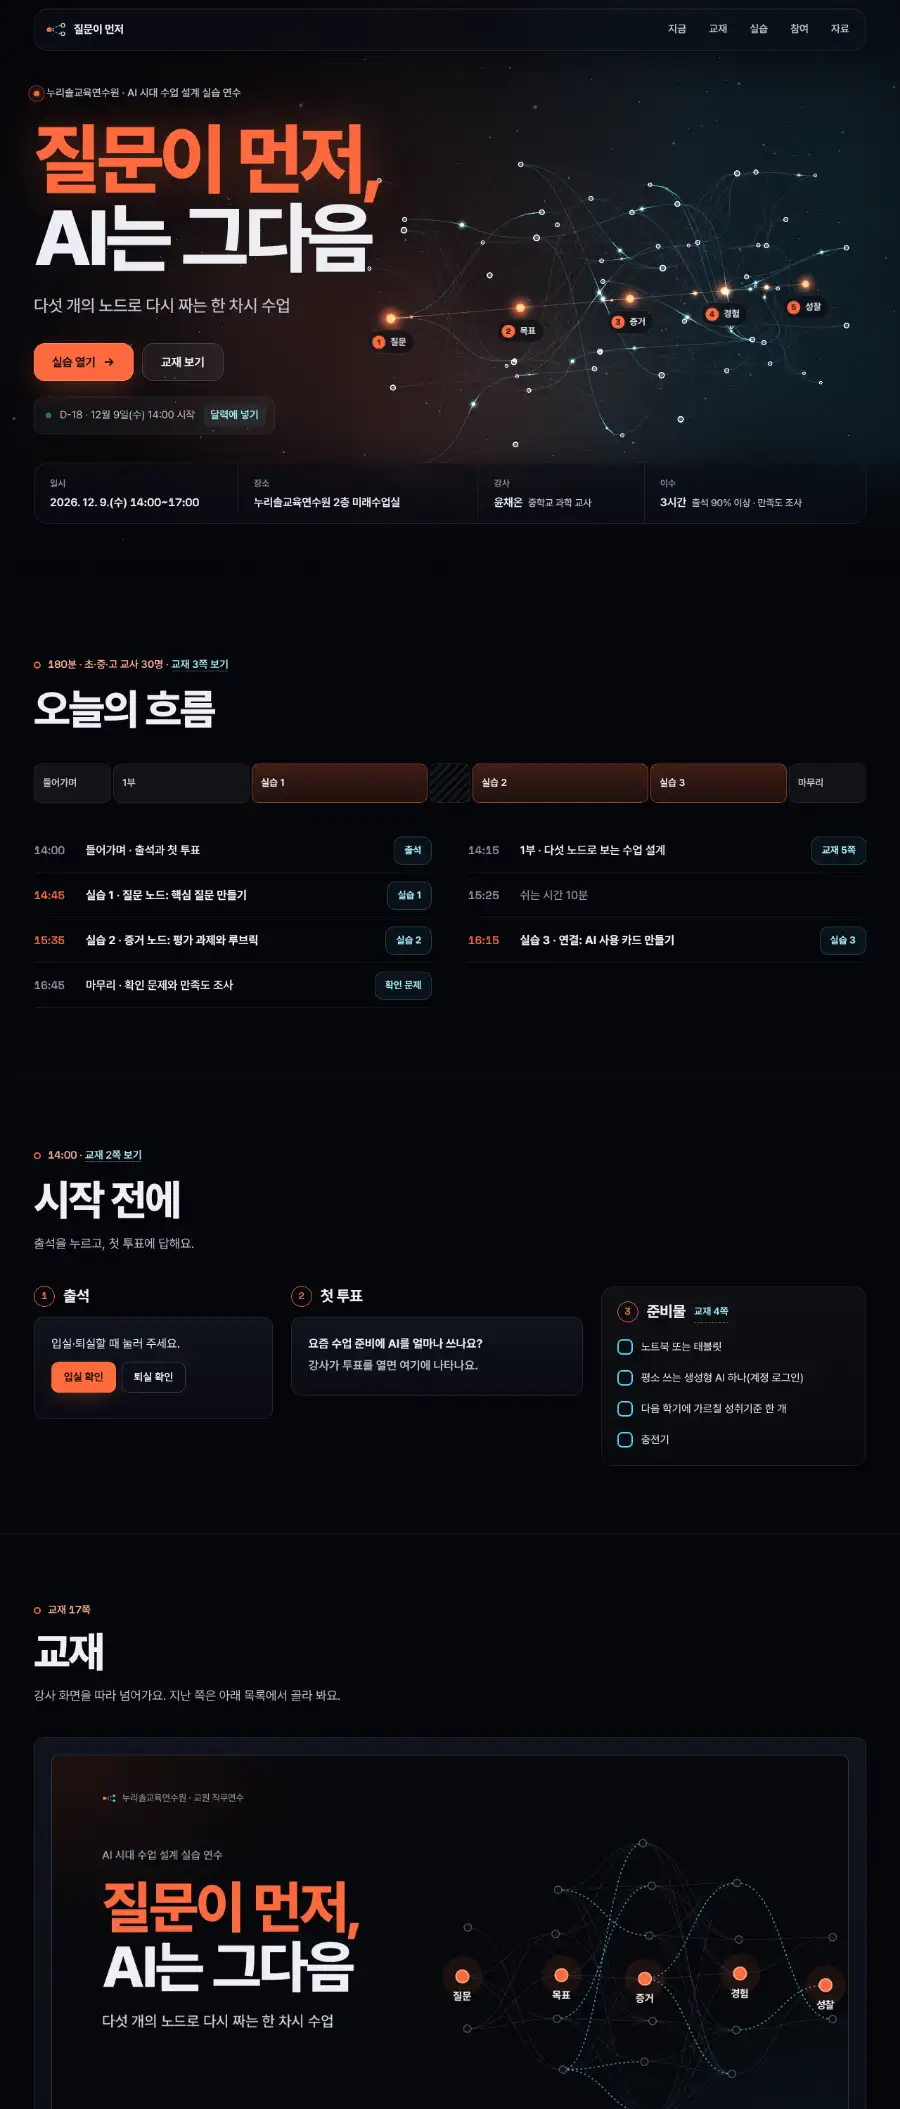 질문이 먼저
지금 교재 실습 참여 자료
누리솔교육연수원 · AI 시대 수업 설계 실습 연수
질문이 먼저,
AI는 그다음
다섯 개의 노드로 다시 짜는 한 차시 수업
1 질문
2 목표
3 증거
4 경험
5 성찰
실습 열기 →
교재 보기
D-18 · 12월 9일(수) 14:00 시작 달력에 넣기
일시
2026. 12. 9.(수) 14:00~17:00
장소
누리솔교육연수원 2층 미래수업실
강사
윤채온 중학교 과학 교사
이수
3시간 출석 90% 이상 · 만족도 조사
180분 · 초·중·고 교사 30명 · 교재 3쪽 보기
오늘의 흐름
들어가며 1부 실습 1 실습 2 실습 3 마무리
14:00 들어가며 · 출석과 첫 투표 출석
14:15 1부 · 다섯 노드로 보는 수업 설계 교재 5쪽
14:45 실습 1 · 질문 노드: 핵심 질문 만들기 실습 1
15:25 쉬는 시간 10분
15:35 실습 2 · 증거 노드: 평가 과제와 루브릭 실습 2
16:15 실습 3 · 연결: AI 사용 카드 만들기 실습 3
16:45 마무리 · 확인 문제와 만족도 조사 확인 문제
14:00 · 교재 2쪽 보기
시작 전에
출석을 누르고, 첫 투표에 답해요.
1 출석
입실·퇴실할 때 눌러 주세요.
입실 확인 퇴실 확인
2 첫 투표
요즘 수업 준비에 AI를 얼마나 쓰나요?
강사가 투표를 열면 여기에 나타나요.
3 준비물 교재 4쪽
노트북 또는 태블릿
평소 쓰는 생성형 AI 하나(계정 로그인)
다음 학기에 가르칠 성취기준 한 개
충전기
교재 17쪽
교재
강사 화면을 따라 넘어가요. 지난 쪽은 아래 목록에서 골라 봐요.
누리솔교육연수원 · 교원 직무연수
AI 시대 수업 설계 실습 연수
질문이 먼저,
AI는 그다음
다섯 개의 노드로 다시 짜는 한 차시 수업
질문
목표
증거
경험
성찰